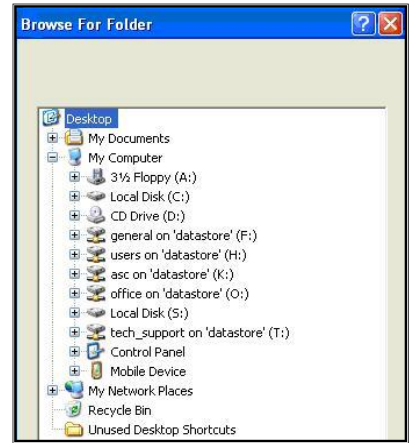 Browse For Folder
Desktop
My Documents
My Computer
3½ Floppy (A:)
Local Disk (C:)
CD Drive (D:)
general on 'datastore' (F:)
users on 'datastore' (H:)
asc on 'datastore' (K:)
office on 'datastore' (O:)
Local Disk (S:)
tech_support on 'datastore' (T:)
Control Panel
Mobile Device
My Network Places
Recycle Bin
Unused Desktop Shortcuts